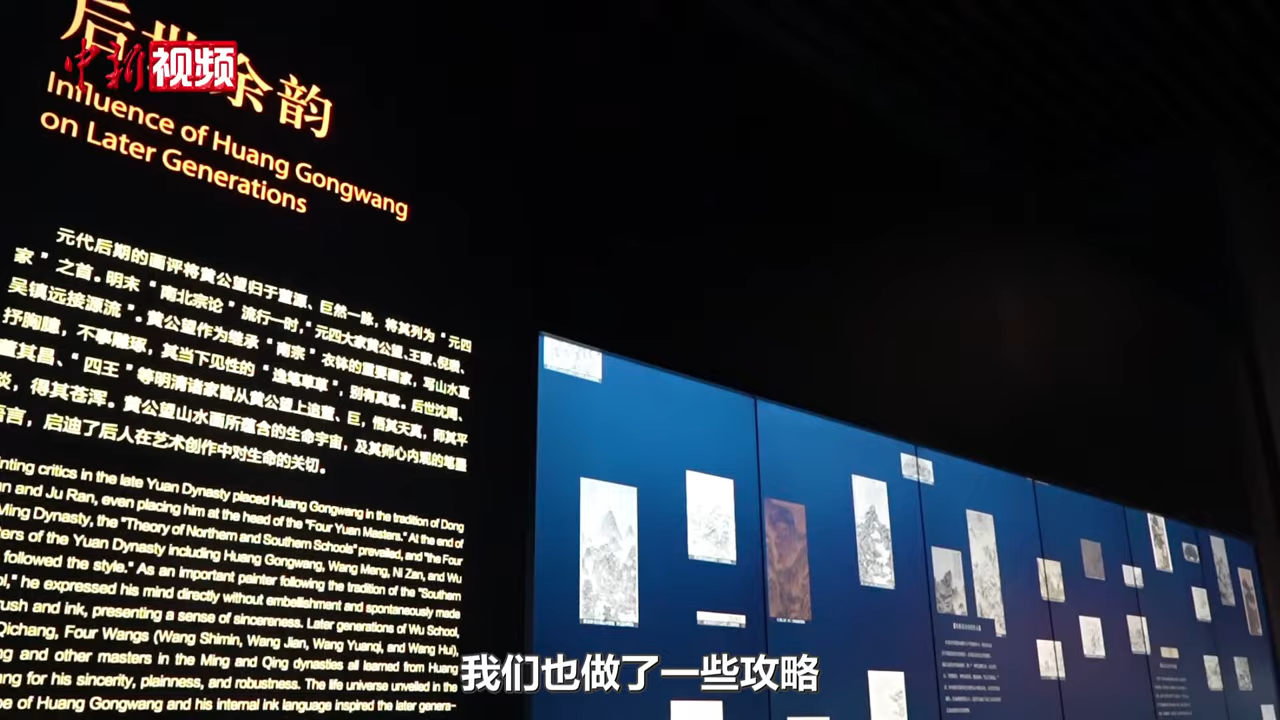 后世余韵
中新视频
Influence of Huang Gongwang
on Later Generations
元代后期的画评将黄公望归于董源、巨然一脉，将其列为“元四
家”之首。明末“南北宗论”流行一时，“元四大家黄公望、王蒙、倪瓒、
吴镇远接源流”。黄公望作为继承“南宗”衣钵的重要画家，写山水直
抒胸臆，不事雕琢，其当下见性的“逸笔草草”，别有真意。后世沈周、
董其昌、“四王”等明清诸家皆从黄公望上追董、巨，悟其天真，师其平
淡，得其苍浑。黄公望山水画所蕴含的生命宇宙，及其师心内观的笔墨
语言，启迪了后人在艺术创作中对生命的关切。
inting critics in the late Yuan Dynasty placed Huang Gongwang in the tradition of Dong
n and Ju Ran, even placing him at the head of the "Four Yuan Masters." At the end of
Ming Dynasty, the "Theory of Northern and Southern Schools" prevailed, and "the Four
ters of the Yuan Dynasty including Huang Gongwang, Wang Meng, Ni Zan, and Wu
followed the style." As an important painter following the tradition of the "Southern
ol," he expressed his mind directly without embellishment and spontaneously made
rush and ink, presenting a sense of sincereness. Later generations of Wu School,
Qichang, Four Wangs (Wang Shimin, Wang Jian, Wang Yuanqi, and Wang Hui),
ng and other masters in the Ming and Qing dynasties all learned from Huang
ang for his sincerity, plainness, and robustness. The life universe unveiled in the
pe of Huang Gongwang and his internal ink language inspired the later genera-
我们也做了一些攻略